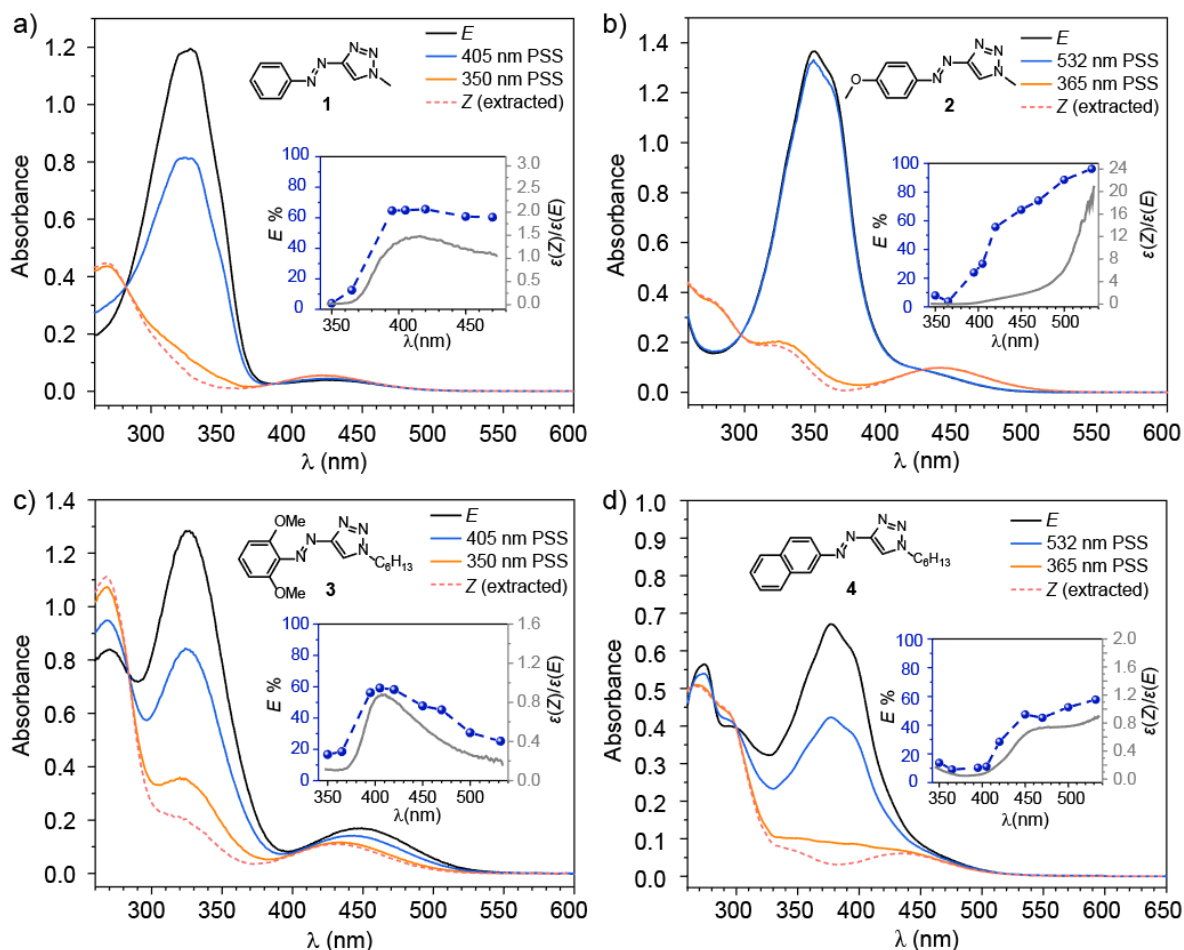 a)
Absorbance
1.2
1.0
0.8
0.6
0.4
0.2
0.0
300 350 400 450 500 550 600
λ (nm)
N N
N N
N
1
E
405 nm PSS
350 nm PSS
Z (extracted)
E %
100
80
60
40
20
0
350 400 450
λ(nm)
3.0
2.5
2.0
1.5
1.0
0.5
0.0
ε(Z)/ε(E)
b)
Absorbance
1.4
1.2
1.0
0.8
0.6
0.4
0.2
0.0
300 350 400 450 500 550 600
λ (nm)
N N
N N
N
O
2
E
532 nm PSS
365 nm PSS
Z (extracted)
E %
100
80
60
40
20
0
350 400 450 500
λ(nm)
24
20
16
12
8
4
0
ε(Z)/ε(E)
c)
Absorbance
1.4
1.2
1.0
0.8
0.6
0.4
0.2
0.0
300 350 400 450 500 550 600
λ (nm)
OMe
N N
N N
N
C6H13
OMe
3
E
405 nm PSS
350 nm PSS
Z (extracted)
E %
100
80
60
40
20
0
350 400 450 500
λ(nm)
1.6
1.2
0.8
0.4
0.0
ε(Z)/ε(E)
d)
Absorbance
1.0
0.9
0.8
0.7
0.6
0.5
0.4
0.3
0.2
0.1
0.0
300 350 400 450 500 550 600 650
λ (nm)
N N
N N
N
C6H13
4
E
532 nm PSS
365 nm PSS
Z (extracted)
E %
100
80
60
40
20
0
350 400 450 500
λ(nm)
2.0
1.6
1.2
0.8
0.4
0.0
ε(Z)/ε(E)